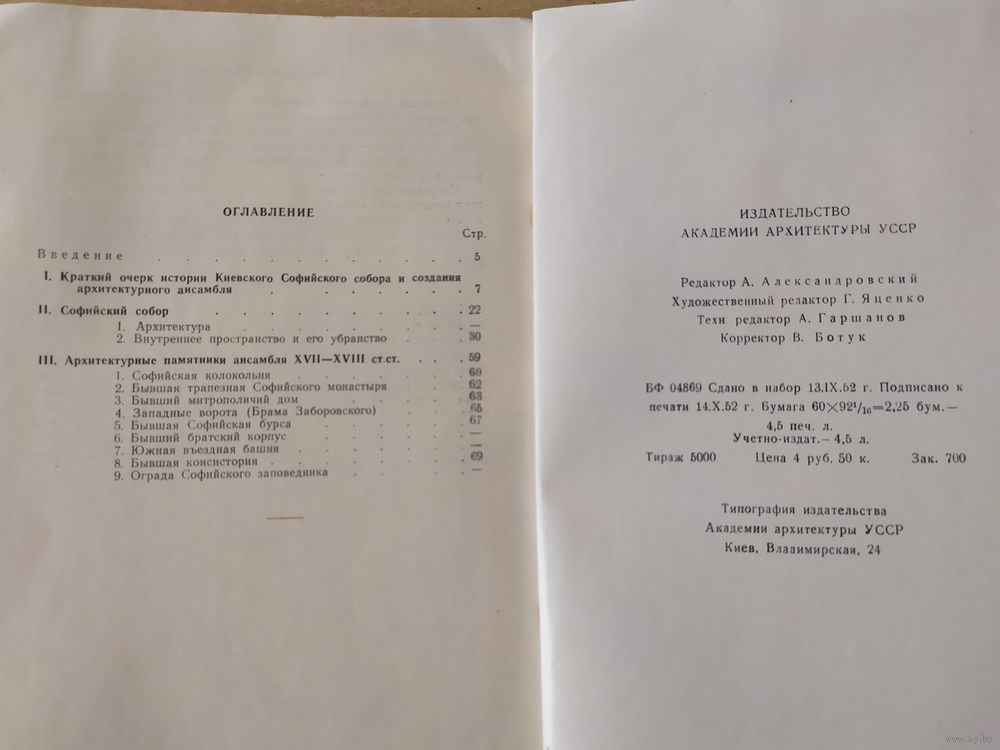 ОГЛАВЛЕНИЕ
Стр.
Введение . . . . . . . . . . . 5
I. Краткий очерк истории Киевского Софийского собора и создания
архитектурного ансамбля . . . . . . 7
II. Софийский собор . . . . . . . . . 22
1. Архитектура . . . . . . . . —
2. Внутреннее пространство и его убранство . . . 30
III. Архитектурные памятники ансамбля XVII—XVIII ст.ст. . . . 59
1. Софийская колокольня . . . . . . . 60
2. Бывшая трапезная Софийского монастыря . . . 62
3. Бывший митрополичий дом . . . . . . 63
4. Западные ворота (Брама Заборовского) . . . 65
5. Бывшая Софийская бурса . . . . . . 67
6. Бывший братский корпус . . . . . . —
7. Южная въездная башня . . . . . . —
8. Бывшая консистория . . . . . . . 69
9. Ограда Софийского заповедника . . . . —
ИЗДАТЕЛЬСТВО
АКАДЕМИИ АРХИТЕКТУРЫ УССР
Редактор А. Александровский
Художественный редактор Г. Яценко
Техн редактор А. Гаршанов
Корректор В. Ботук
БФ 04869 Сдано в набор 13.IX.52 г. Подписано к
печати 14.X.52 г. Бумага 60×92¹/₁₆=2,25 бум.—
4,5 печ. л.
Учетно-издат.— 4,5 л.
Тираж 5000 Цена 4 руб. 50 к. Зак. 700
Типография издательства
Академии архитектуры УССР
Киев, Владимирская, 24
www.ay.by